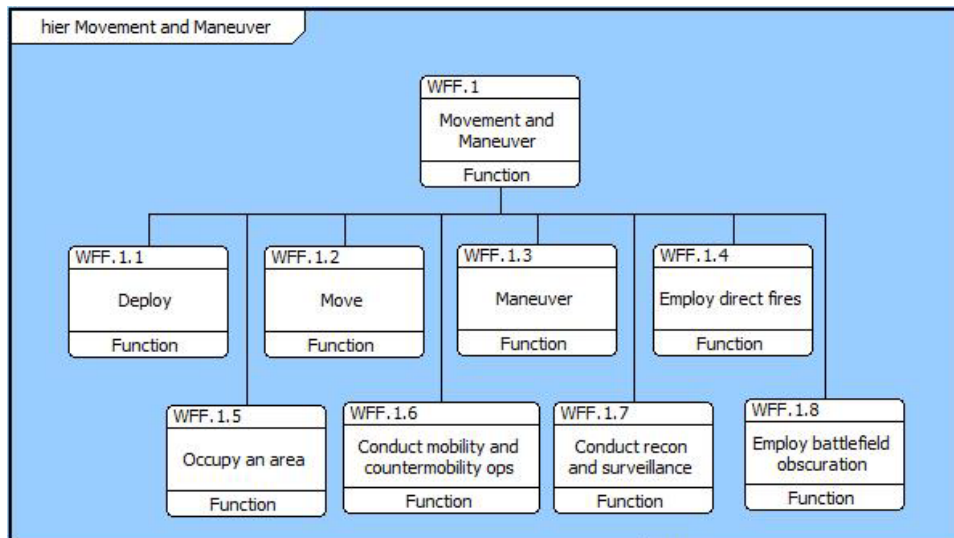 hier Movement and Maneuver
WFF.1
Movement and
Maneuver
Function
WFF.1.1
Deploy
Function
WFF.1.2
Move
Function
WFF.1.3
Maneuver
Function
WFF.1.4
Employ direct fires
Function
WFF.1.5
Occupy an area
Function
WFF.1.6
Conduct mobility and
countermobility ops
Function
WFF.1.7
Conduct recon
and surveillance
Function
WFF.1.8
Employ battlefield
obscuration
Function